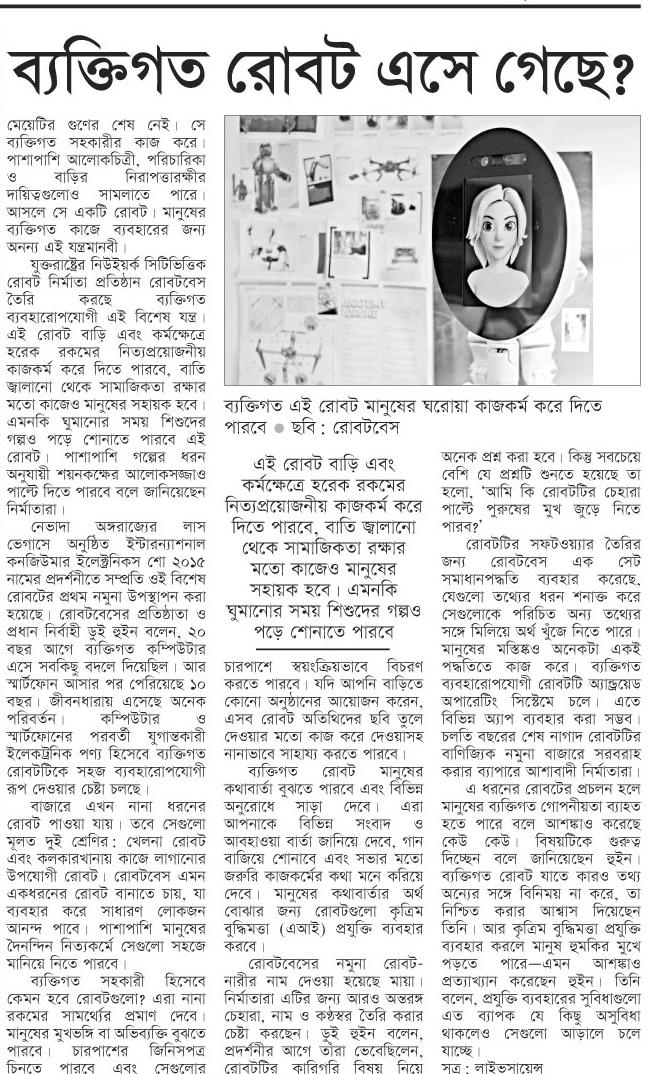 ব্যক্তিগত রোবট এসে গেছে?
মেয়েটির গুণের শেষ নেই। সে
ব্যক্তিগত সহকারীর কাজ করে।
পাশাপাশি আলোকচিত্রী, পরিচারিকা
ও বাড়ির নিরাপত্তারক্ষীর
দায়িত্বগুলোও সামলাতে পারে।
আসলে সে একটি রোবট। মানুষের
ব্যক্তিগত কাজে ব্যবহারের জন্য
অনন্য এই যন্ত্রমানবী।
যুক্তরাষ্ট্রের নিউইয়র্ক সিটিভিত্তিক
রোবট নির্মাতা প্রতিষ্ঠান রোবটবেস
তৈরি করছে ব্যক্তিগত
ব্যবহারোপযোগী এই বিশেষ যন্ত্র।
এই রোবট বাড়ি এবং কর্মক্ষেত্রে
হরেক রকমের নিত্যপ্রয়োজনীয়
কাজকর্ম করে দিতে পারবে, বাতি
জ্বালানো থেকে সামাজিকতা রক্ষার
মতো কাজেও মানুষের সহায়ক হবে।
এমনকি ঘুমানোর সময় শিশুদের
গল্পও পড়ে শোনাতে পারবে এই
রোবট। পাশাপাশি গল্পের ধরন
অনুযায়ী শয়নকক্ষের আলোকসজ্জাও
পাল্টে দিতে পারবে বলে জানিয়েছেন
নির্মাতারা।
নেভাদা অঙ্গরাজ্যের লাস
ভেগাসে অনুষ্ঠিত ইন্টারন্যাশনাল
কনজিউমার ইলেকট্রনিকস শো ২০১৫
নামের প্রদর্শনীতে সম্প্রতি ওই বিশেষ
রোবটের প্রথম নমুনা উপস্থাপন করা
হয়েছে। রোবটবেসের প্রতিষ্ঠাতা ও
প্রধান নির্বাহী ডুই হুইন বলেন, ২০
বছর আগে ব্যক্তিগত কম্পিউটার
এসে সবকিছু বদলে দিয়েছিল। আর
স্মার্টফোন আসার পর পেরিয়েছে ১০
বছর। জীবনধারায় এসেছে অনেক
পরিবর্তন। কম্পিউটার ও
স্মার্টফোনের পরবর্তী যুগান্তকারী
ইলেকট্রনিক পণ্য হিসেবে ব্যক্তিগত
রোবটটিকে সহজ ব্যবহারোপযোগী
রূপ দেওয়ার চেষ্টা চলছে।
বাজারে এখন নানা ধরনের
রোবট পাওয়া যায়। তবে সেগুলো
মূলত দুই শ্রেণির: খেলনা রোবট
এবং কলকারখানায় কাজে লাগানোর
উপযোগী রোবট। রোবটবেস এমন
একধরনের রোবট বানাতে চায়, যা
ব্যবহার করে সাধারণ লোকজন
আনন্দ পাবে। পাশাপাশি মানুষের
দৈনন্দিন নিত্যকর্মে সেগুলো সহজে
মানিয়ে নিতে পারবে।
ব্যক্তিগত সহকারী হিসেবে
কেমন হবে রোবটগুলো? এরা নানা
রকমের সামর্থ্যের প্রমাণ দেবে।
মানুষের মুখভঙ্গি বা অভিব্যক্তি বুঝতে
পারবে। চারপাশের জিনিসপত্র
চিনতে পারবে এবং সেগুলোর
ব্যক্তিগত এই রোবট মানুষের ঘরোয়া কাজকর্ম করে দিতে
পারবে ● ছবি: রোবটবেস
এই রোবট বাড়ি এবং
কর্মক্ষেত্রে হরেক রকমের
নিত্যপ্রয়োজনীয় কাজকর্ম করে
দিতে পারবে, বাতি জ্বালানো
থেকে সামাজিকতা রক্ষার
মতো কাজেও মানুষের
সহায়ক হবে। এমনকি
ঘুমানোর সময় শিশুদের গল্পও
পড়ে শোনাতে পারবে
চারপাশে স্বয়ংক্রিয়ভাবে বিচরণ
করতে পারবে। যদি আপনি বাড়িতে
কোনো অনুষ্ঠানের আয়োজন করেন,
এসব রোবট অতিথিদের ছবি তুলে
দেওয়ার মতো কাজ করে দেওয়াসহ
নানাভাবে সাহায্য করতে পারবে।
ব্যক্তিগত রোবট মানুষের
কথাবার্তা বুঝতে পারবে এবং বিভিন্ন
অনুরোধে সাড়া দেবে। এরা
আপনাকে বিভিন্ন সংবাদ ও
আবহাওয়া বার্তা জানিয়ে দেবে, গান
বাজিয়ে শোনাবে এবং সভার মতো
জরুরি কাজকর্মের কথা মনে করিয়ে
দেবে। মানুষের কথাবার্তার অর্থ
বোঝার জন্য রোবটগুলো কৃত্রিম
বুদ্ধিমত্তা (এআই) প্রযুক্তি ব্যবহার
করবে।
রোবটবেসের নমুনা রোবট-
নারীর নাম দেওয়া হয়েছে মায়া।
নির্মাতারা এটির জন্য আরও অন্তরঙ্গ
চেহারা, নাম ও কণ্ঠস্বর তৈরি করার
চেষ্টা করছেন। ডুই হুইন বলেন,
প্রদর্শনীর আগে তাঁরা ভেবেছিলেন,
রোবটটির কারিগরি বিষয় নিয়ে
অনেক প্রশ্ন করা হবে। কিন্তু সবচেয়ে
বেশি যে প্রশ্নটি শুনতে হয়েছে তা
হলো, ‘আমি কি রোবটটির চেহারা
পাল্টে পুরুষের মুখ জুড়ে নিতে
পারব?’
রোবটটির সফটওয়্যার তৈরির
জন্য রোবটবেস এক সেট
সমাধানপদ্ধতি ব্যবহার করেছে,
যেগুলো তথ্যের ধরন শনাক্ত করে
সেগুলোকে পরিচিত অন্য তথ্যের
সঙ্গে মিলিয়ে অর্থ খুঁজে নিতে পারে।
মানুষের মস্তিষ্কও অনেকটা একই
পদ্ধতিতে কাজ করে। ব্যক্তিগত
ব্যবহারোপযোগী রোবটটি অ্যান্ড্রয়েড
অপারেটিং সিস্টেমে চলে। এতে
বিভিন্ন অ্যাপ ব্যবহার করা সম্ভব।
চলতি বছরের শেষ নাগাদ রোবটটির
বাণিজ্যিক নমুনা বাজারে সরবরাহ
করার ব্যাপারে আশাবাদী নির্মাতারা।
এ ধরনের রোবটের প্রচলন হলে
মানুষের ব্যক্তিগত গোপনীয়তা ব্যাহত
হতে পারে বলে আশঙ্কাও করেছে
কেউ কেউ। বিষয়টিকে গুরুত্ব
দিচ্ছেন বলে জানিয়েছেন হুইন।
ব্যক্তিগত রোবট যাতে কারও তথ্য
অন্যের সঙ্গে বিনিময় না করে, তা
নিশ্চিত করার আশ্বাস দিয়েছেন
তিনি। আর কৃত্রিম বুদ্ধিমত্তা প্রযুক্তি
ব্যবহার করলে মানুষ হুমকির মুখে
পড়তে পারে—এমন আশঙ্কাও
প্রত্যাখ্যান করেছেন হুইন। তিনি
বলেন, প্রযুক্তি ব্যবহারের সুবিধাগুলো
এত ব্যাপক যে কিছু অসুবিধা
থাকলেও সেগুলো আড়ালে চলে
যাচ্ছে।
সূত্র: লাইভসায়েন্স